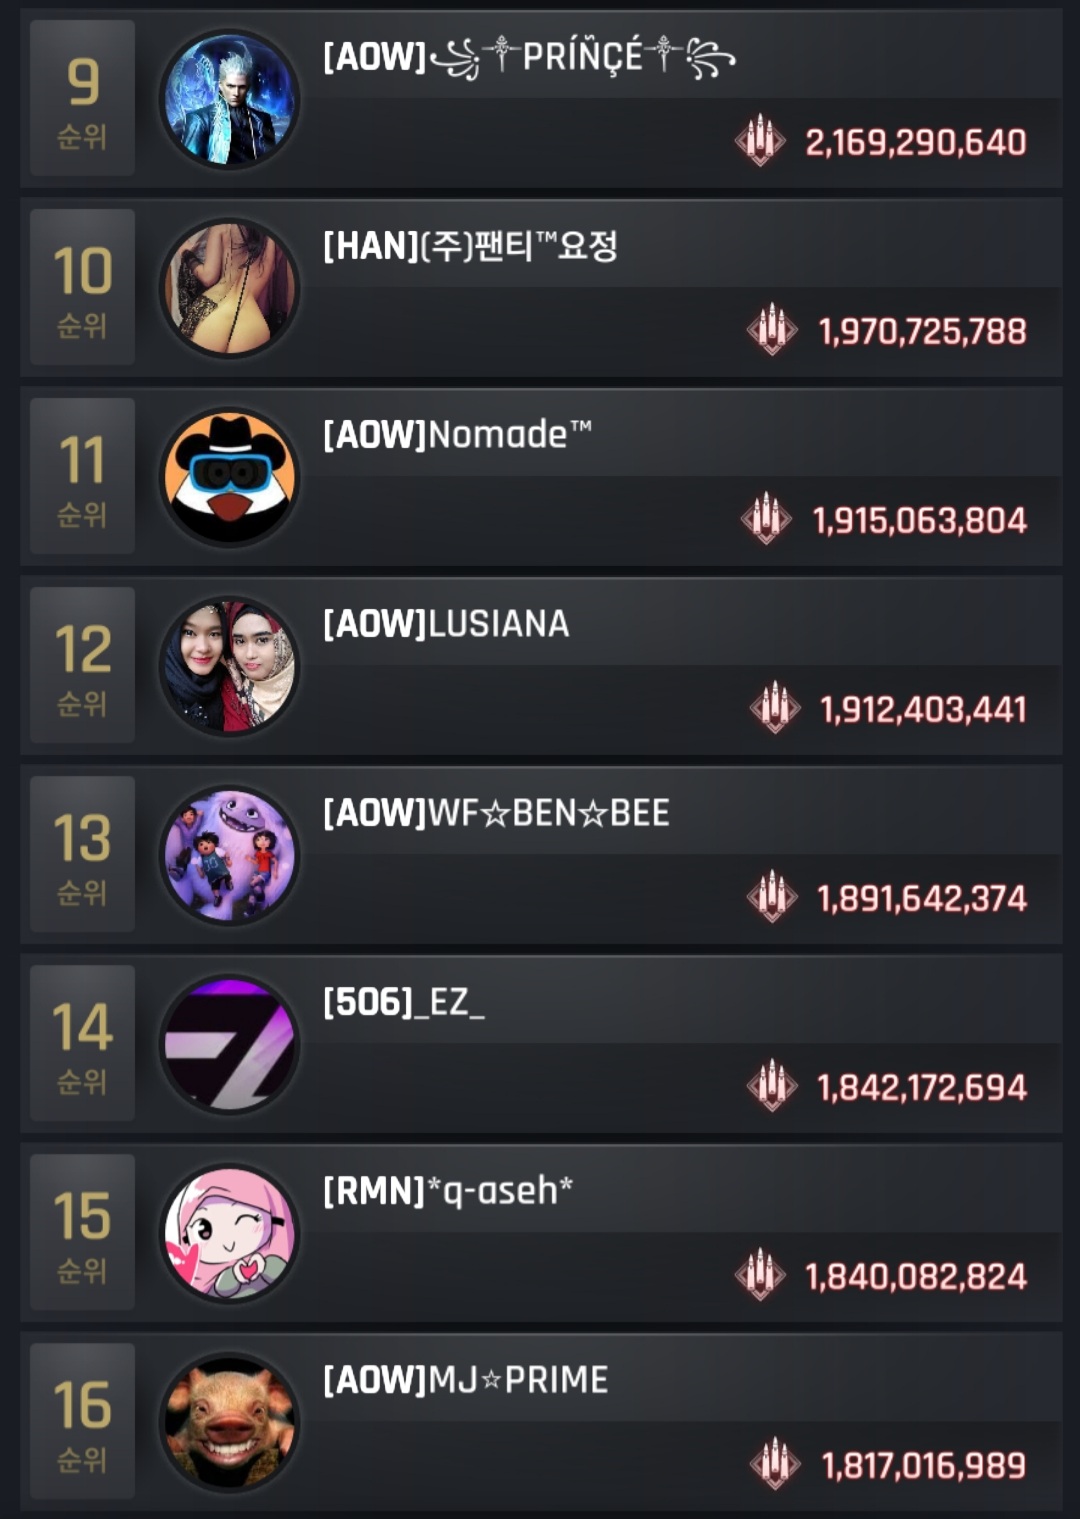 9
순위
[AOW]꧁༒PRÍÑÇÉ༒꧂
2,169,290,640
10
순위
[HAN](주)팬티™요정
1,970,725,788
11
순위
[AOW]Nomade™
1,915,063,804
12
순위
[AOW]LUSIANA
1,912,403,441
13
순위
[AOW]WF☆BEN☆BEE
1,891,642,374
14
순위
[506]_EZ_
1,842,172,694
15
순위
[RMN]*q-aseh*
1,840,082,824
16
순위
[AOW]MJ☆PRIME
1,817,016,989